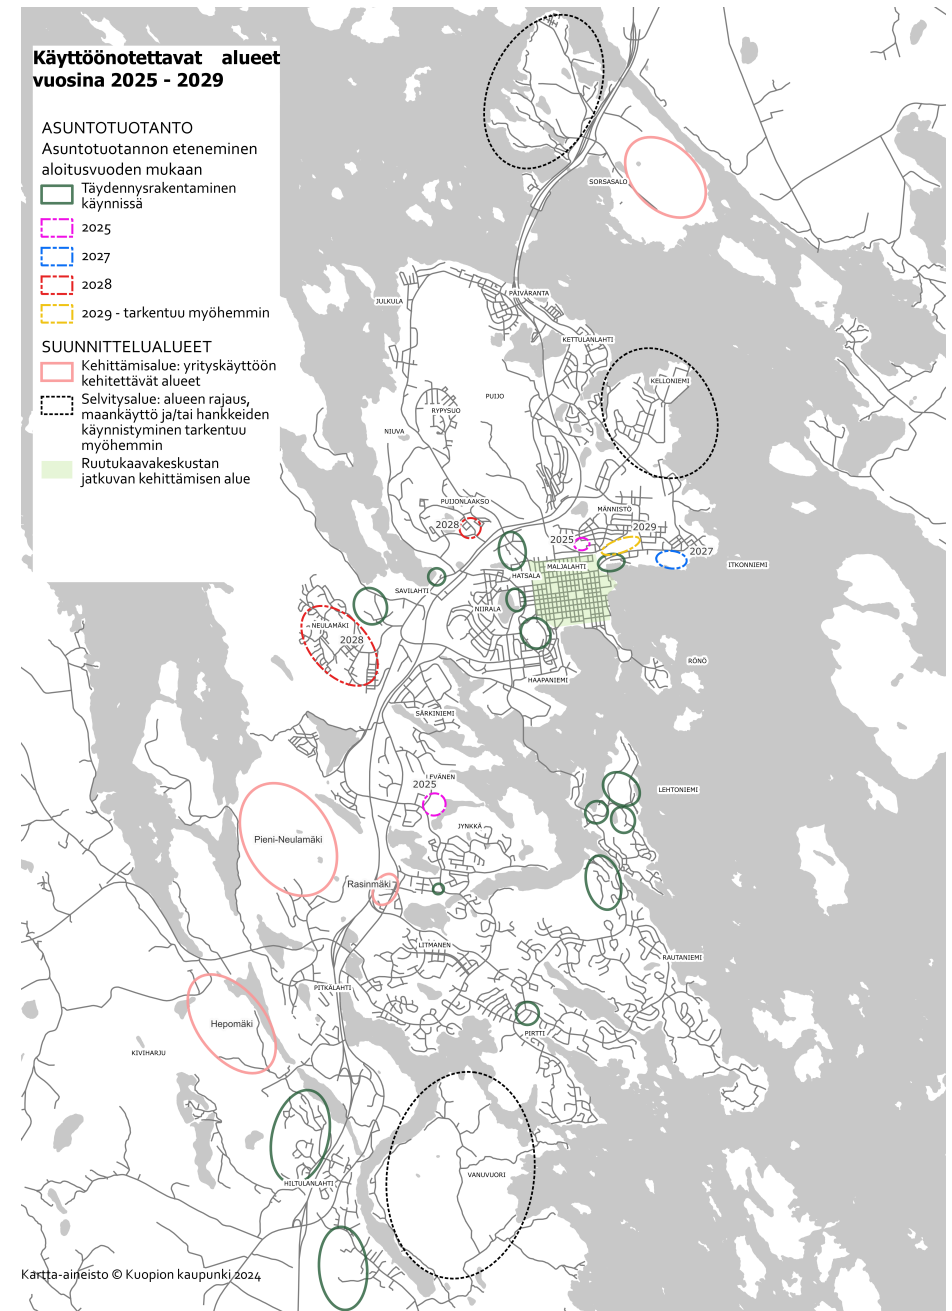 Käyttöönotettavat alueet
vuosina 2025 - 2029
ASUNTOTUOTANTO
Asuntotuotannon eteneminen
aloitusvuoden mukaan
Täydennysrakentaminen
käynnissä
2025
2027
2028
2029 - tarkentuu myöhemmin
SUUNNITTELUALUEET
Kehittämisalue: yrityskäyttöön
kehitettävät alueet
Selvitysalue: alueen rajaus,
maankäyttö ja/tai hankkeiden
käynnistyminen tarkentuu
myöhemmin
Ruutukaavakeskustan
jatkuvan kehittämisen alue
SORSASALO
PÄIVÄRANTA
JULKULA
KETTULANLAHTI
KELLONIEMI
PUIJO
RYPYSUO
NIUVA
PUIJONLAAKSO
MÄNNISTÖ
2028
2029
2025
2027
ITKONNIEMI
MALJALAHTI
HATSALA
SAVILAHTI
NIIRALA
NEULAMÄKI
2028
RÖNÖ
HAAPANIEMI
SÄRKINIEMI
LEVÄNEN
2025
LEHTONIEMI
JYNKKÄ
Pieni-Neulamäki
Rasinmäki
LITMANEN
RAUTANIEMI
PITKÄLAHTI
Hepomäki
PIRTTI
KIVIHARJU
VANUVUORI
HILTULANLAHTI
Kartta-aineisto © Kuopion kaupunki 2024